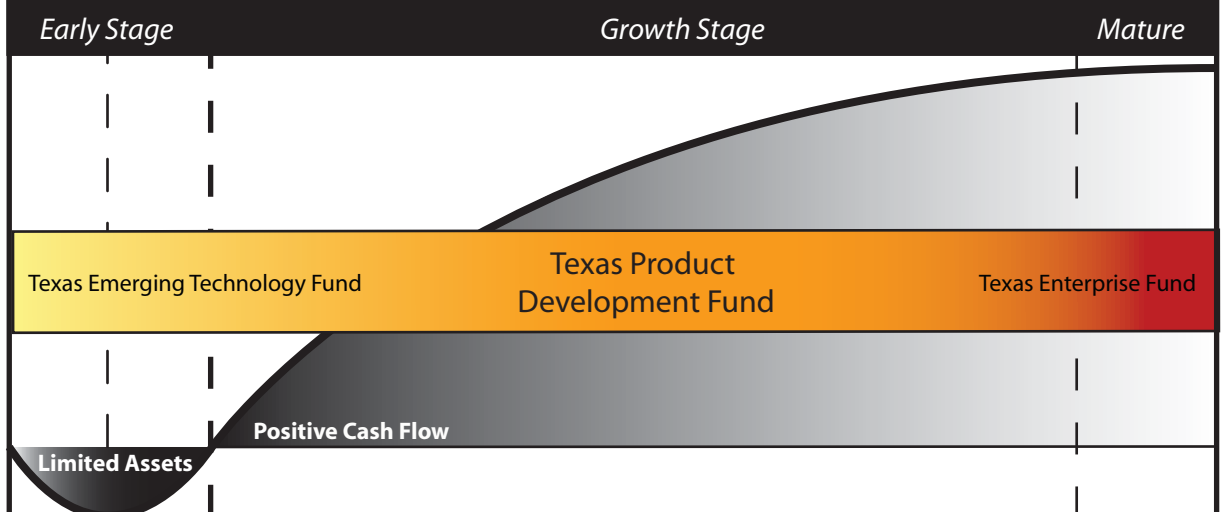 Early Stage
Growth Stage
Mature
Texas Emerging Technology Fund
Texas Product
Development Fund
Texas Enterprise Fund
Positive Cash Flow
Limited Assets